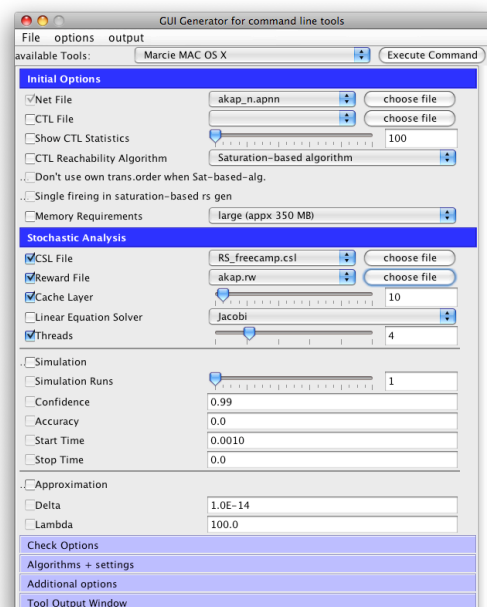 GUI Generator for command line tools
File options output
available Tools: Marcie MAC OS X Execute Command
Initial Options
Net File akap_n.apnn choose file
CTL File choose file
Show CTL Statistics 100
CTL Reachability Algorithm Saturation-based algorithm
..Don't use own trans.order when Sat-based-alg.
..Single fireing in saturation-based rs gen
Memory Requirements large (appx 350 MB)
Stochastic Analysis
CSL File RS_freecamp.csl choose file
Reward File akap.rw choose file
Cache Layer 10
Linear Equation Solver Jacobi
Threads 4
..Simulation
Simulation Runs 1
Confidence 0.99
Accuracy 0.0
Start Time 0.0010
Stop Time 0.0
..Approximation
Delta 1.0E-14
Lambda 100.0
Check Options
Algorithms + settings
Additional options
Tool Output Window